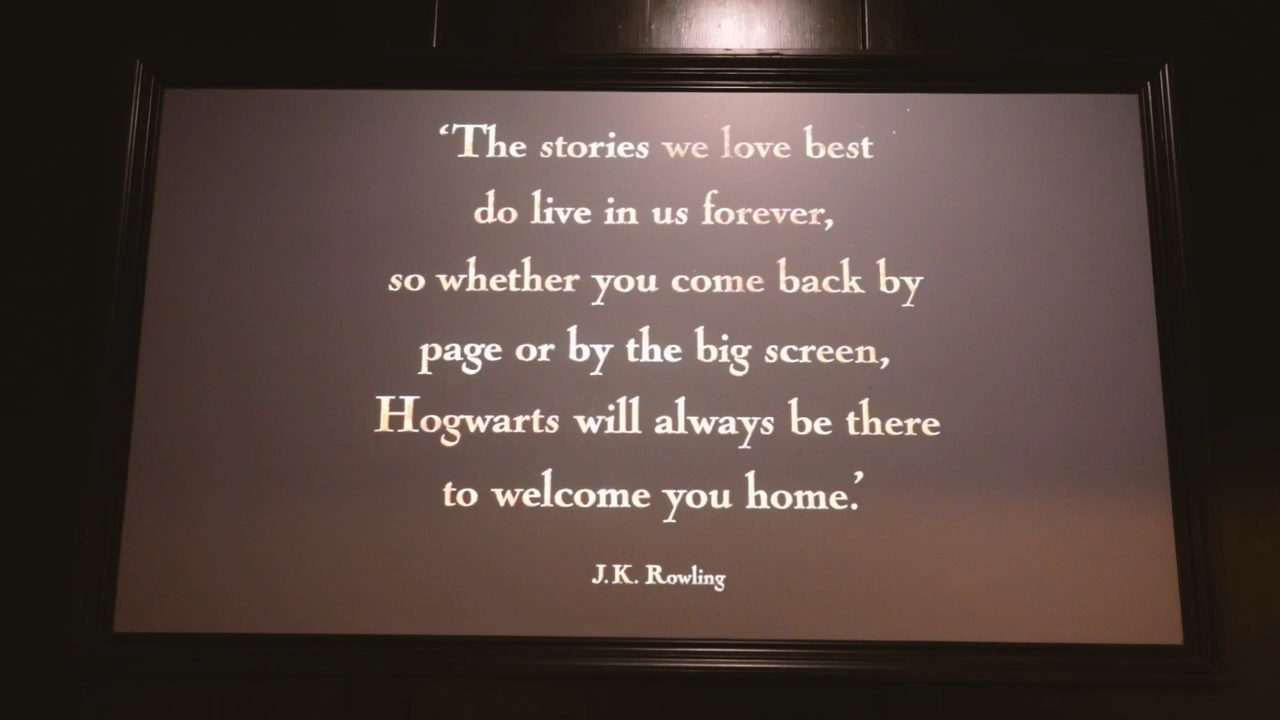 ‘The stories we love best
do live in us forever,
so whether you come back by
page or by the big screen,
Hogwarts will always be there
to welcome you home.’
J.K. Rowling